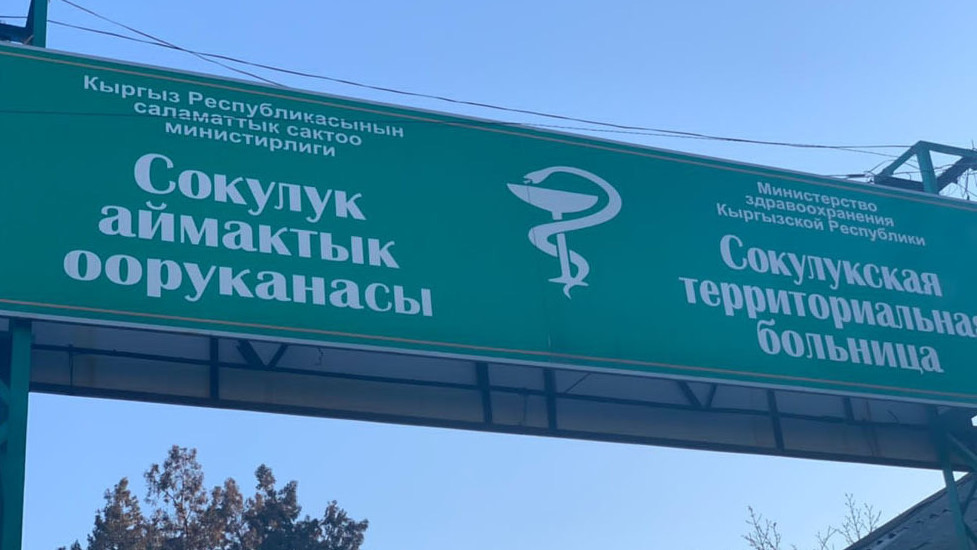 Кыргыз Республикасынын
саламаттык сактоо
министирлиги
Сокулук
аймактык
ооруканасы
Министерство
здравоохранения
Кыргызской Республики
Сокулукская
территориальная
больница